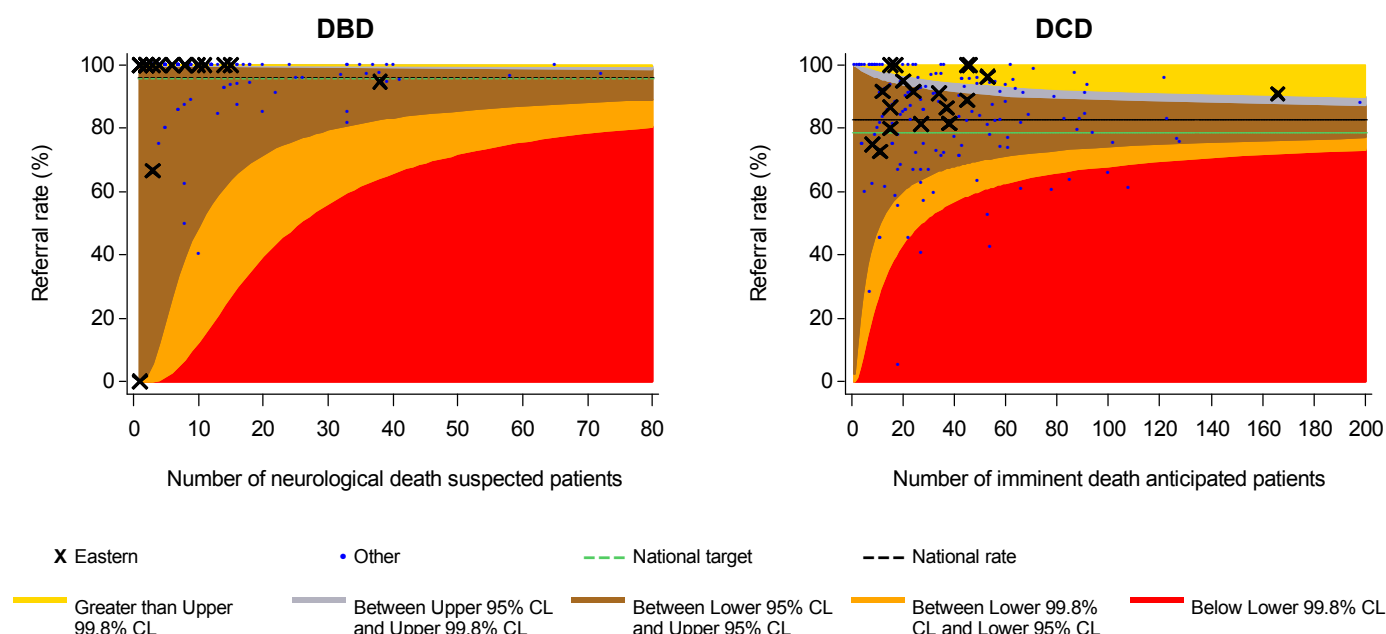 DBD
DCD
Referral rate (%)
100
80
60
40
20
0
0 10 20 30 40 50 60 70 80
Number of neurological death suspected patients
Referral rate (%)
100
80
60
40
20
0
0 20 40 60 80 100 120 140 160 180 200
Number of imminent death anticipated patients
X Eastern
Other
National target
National rate
Greater than Upper
99.8% CL
Between Upper 95% CL
and Upper 99.8% CL
Between Lower 95% CL
and Upper 95% CL
Between Lower 99.8%
CL and Lower 95% CL
Below Lower 99.8% CL